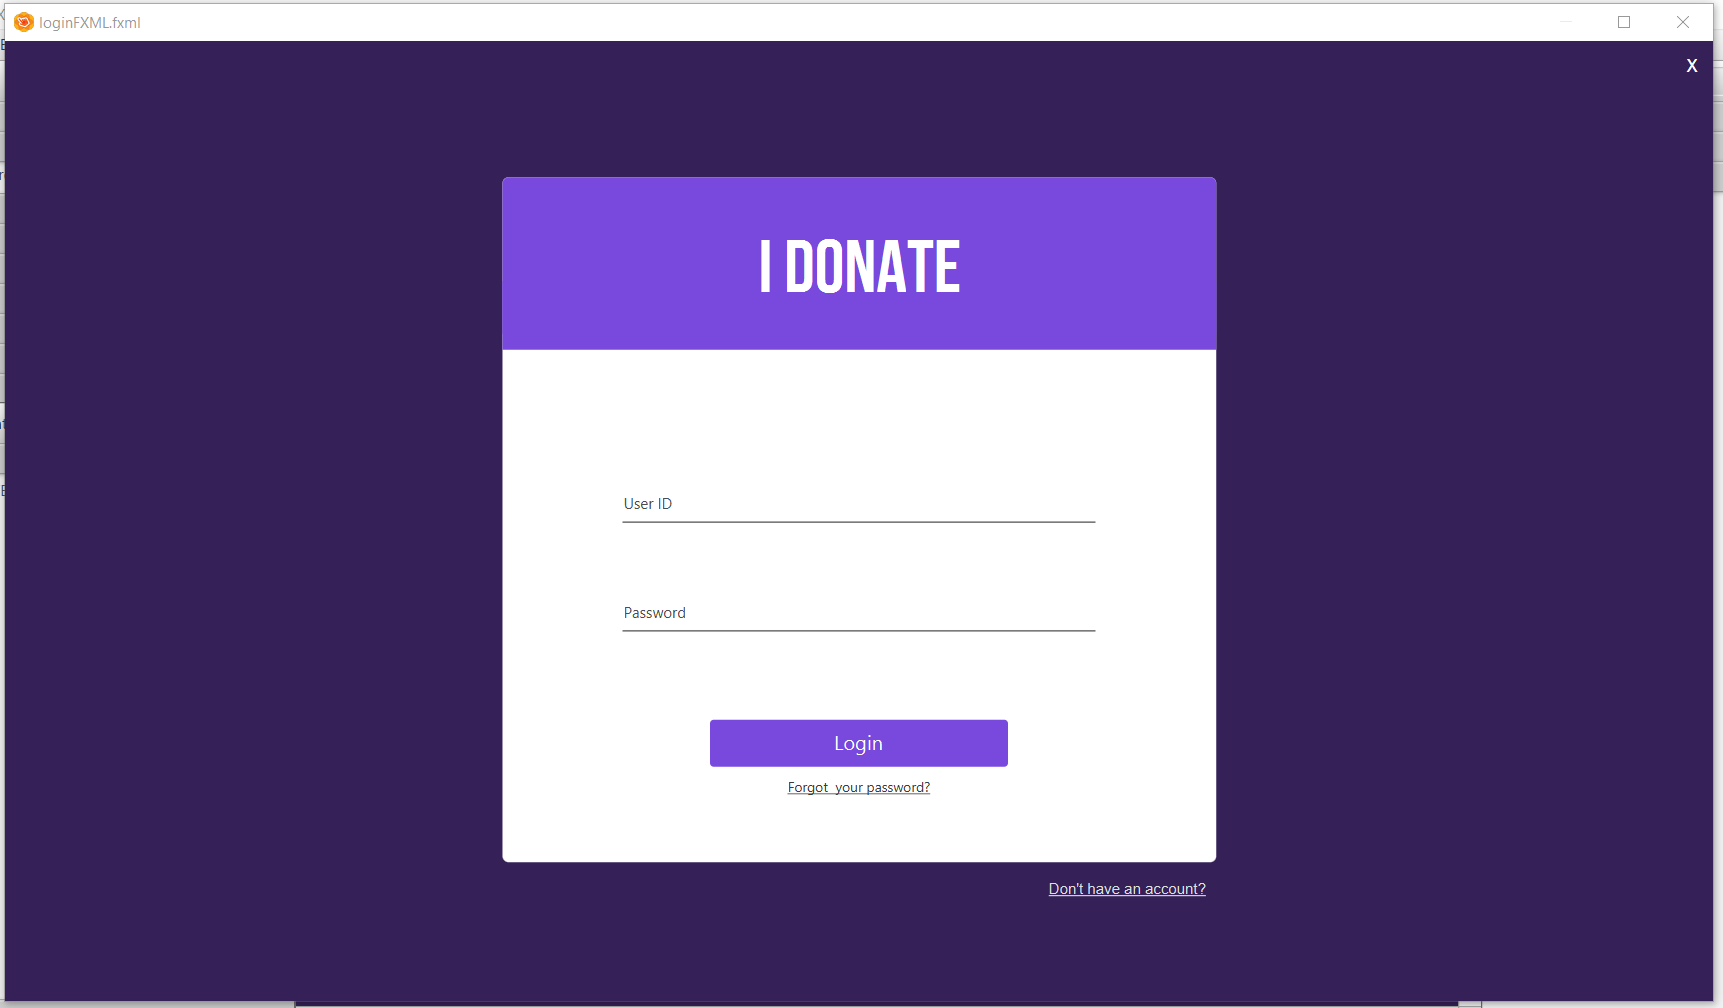 loginFXML.fxml
X
I DONATE
User ID
Password
Login
Forgot  your password?
Don't have an account?